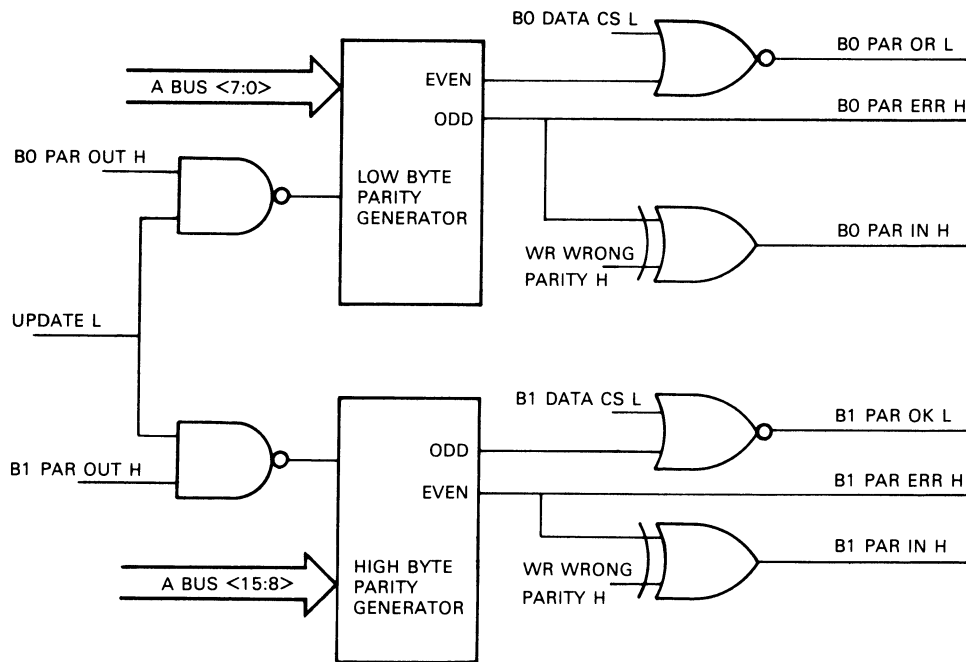 B0 DATA CS L
B0 PAR OR L
A BUS <7:0>
EVEN
B0 PAR ERR H
ODD
B0 PAR OUT H
LOW BYTE
PARITY
GENERATOR
B0 PAR IN H
WR WRONG
PARITY H
UPDATE L
B1 DATA CS L
B1 PAR OK L
ODD
B1 PAR OUT H
EVEN
B1 PAR ERR H
B1 PAR IN H
A BUS <15:8>
HIGH BYTE
PARITY
GENERATOR
WR WRONG
PARITY H